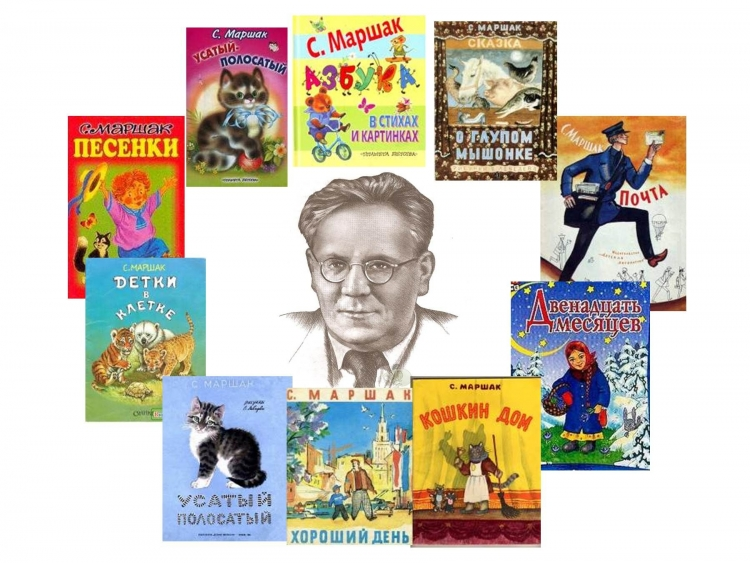 С. Маршак
УСАТЫЙ-
ПОЛОСАТЫЙ
С. Маршак
АЗБУКА
В СТИХАХ
И КАРТИНКАХ
С. МАРШАК
СКАЗКА
О ГЛУПОМ
МЫШОНКЕ
С. МАРШАК
ПЕСЕНКИ
С. МАРШАК
ПОЧТА
С. МАРШАК
ДЕТКИ
В
КЛЕТКЕ
Двенадцать
месяцев
С. МАРШАК
УСАТЫЙ
ПОЛОСАТЫЙ
С. МАРШАК
ХОРОШИЙ ДЕНЬ
С. МАРШАК
КОШКИН ДОМ